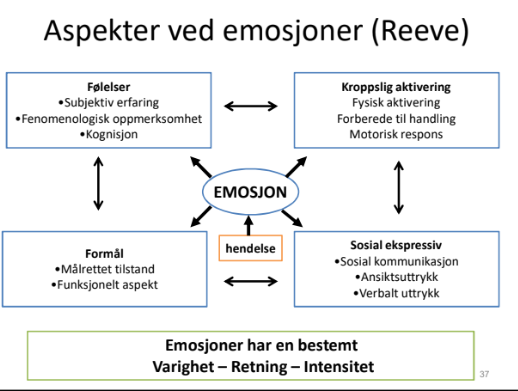 Aspekter ved emosjoner (Reeve)
Følelser
•Subjektiv erfaring
•Fenomenologisk oppmerksomhet
•Kognisjon
Kroppslig aktivering
Fysisk aktivering
Forberede til handling
Motorisk respons
EMOSJON
hendelse
Formål
•Målrettet tilstand
•Funksjonelt aspekt
Sosial ekspressiv
•Sosial kommunikasjon
•Ansiktsuttrykk
•Verbalt uttrykk
Emosjoner har en bestemt
Varighet – Retning – Intensitet
37